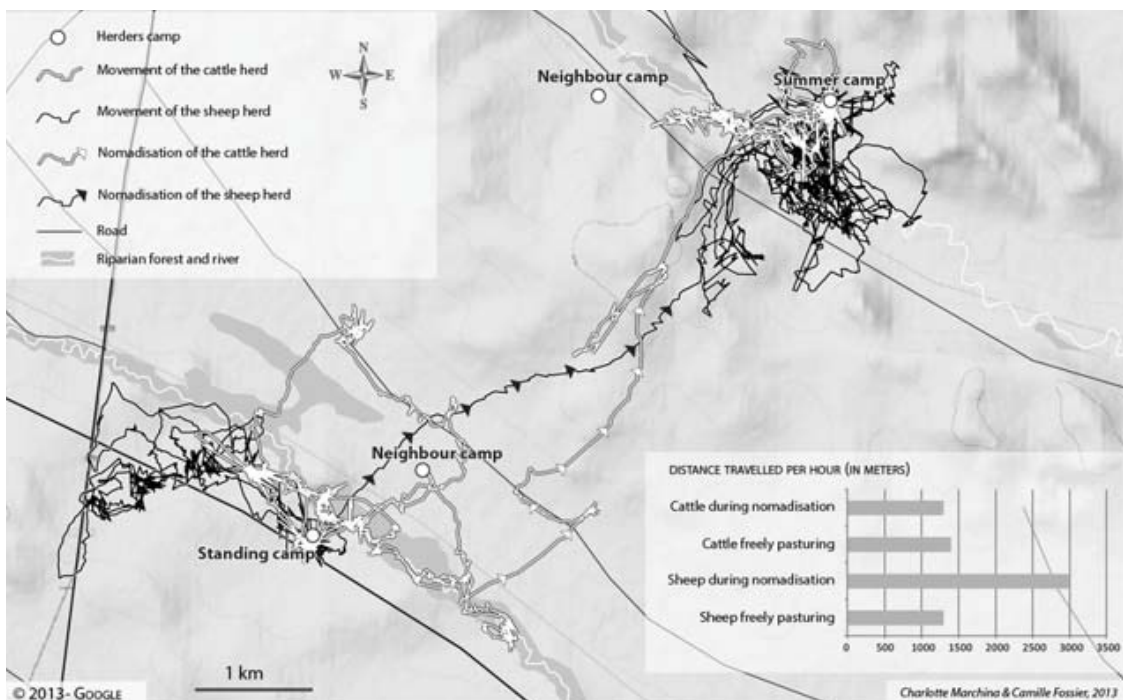 Herders camp
Movement of the cattle herd
Movement of the sheep herd
Nomadisation of the cattle herd
Nomadisation of the sheep herd
Road
Riparian forest and river
N
W E
S
Neighbour camp
Summer camp
Neighbour camp
Standing camp
DISTANCE TRAVELLED PER HOUR (IN METERS)
Cattle during nomadisation
Cattle freely pasturing
Sheep during nomadisation
Sheep freely pasturing
0 500 1000 1500 2000 2500 3000 3500
1 km
© 2013- GOOGLE
Charlotte Marchina & Camille Fossier, 2013